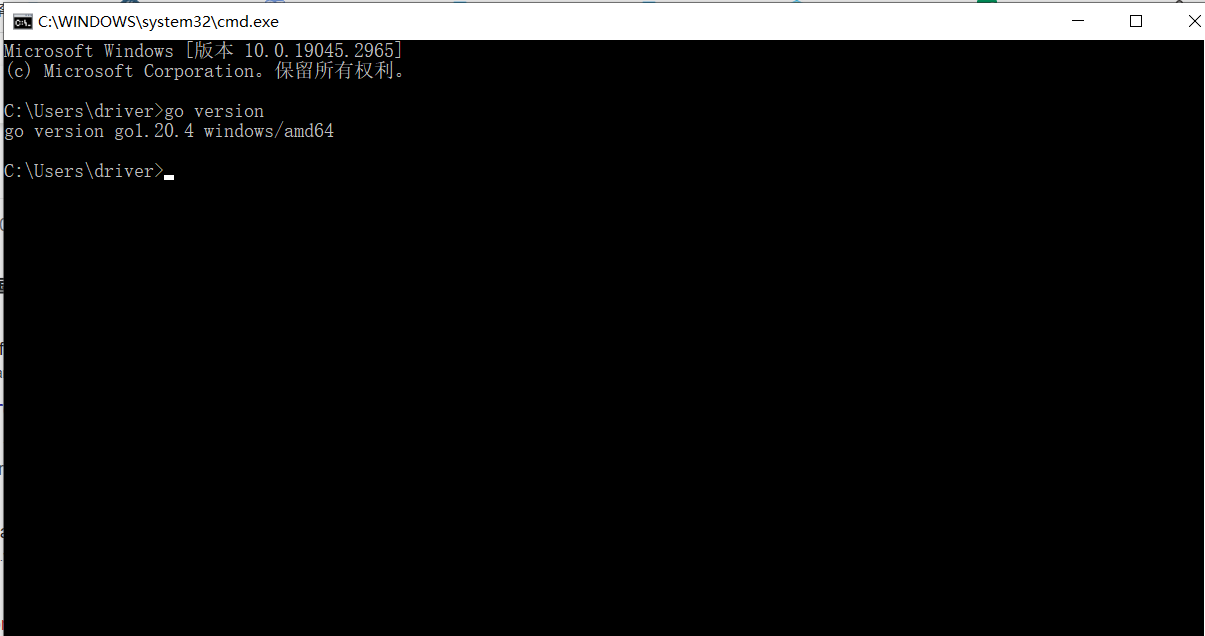 C:\WINDOWS\system32\cmd.exe
Microsoft Windows [版本 10.0.19045.2965]
(c) Microsoft Corporation。保留所有权利。
C:\Users\driver>go version
go version go1.20.4 windows/amd64
C:\Users\driver>